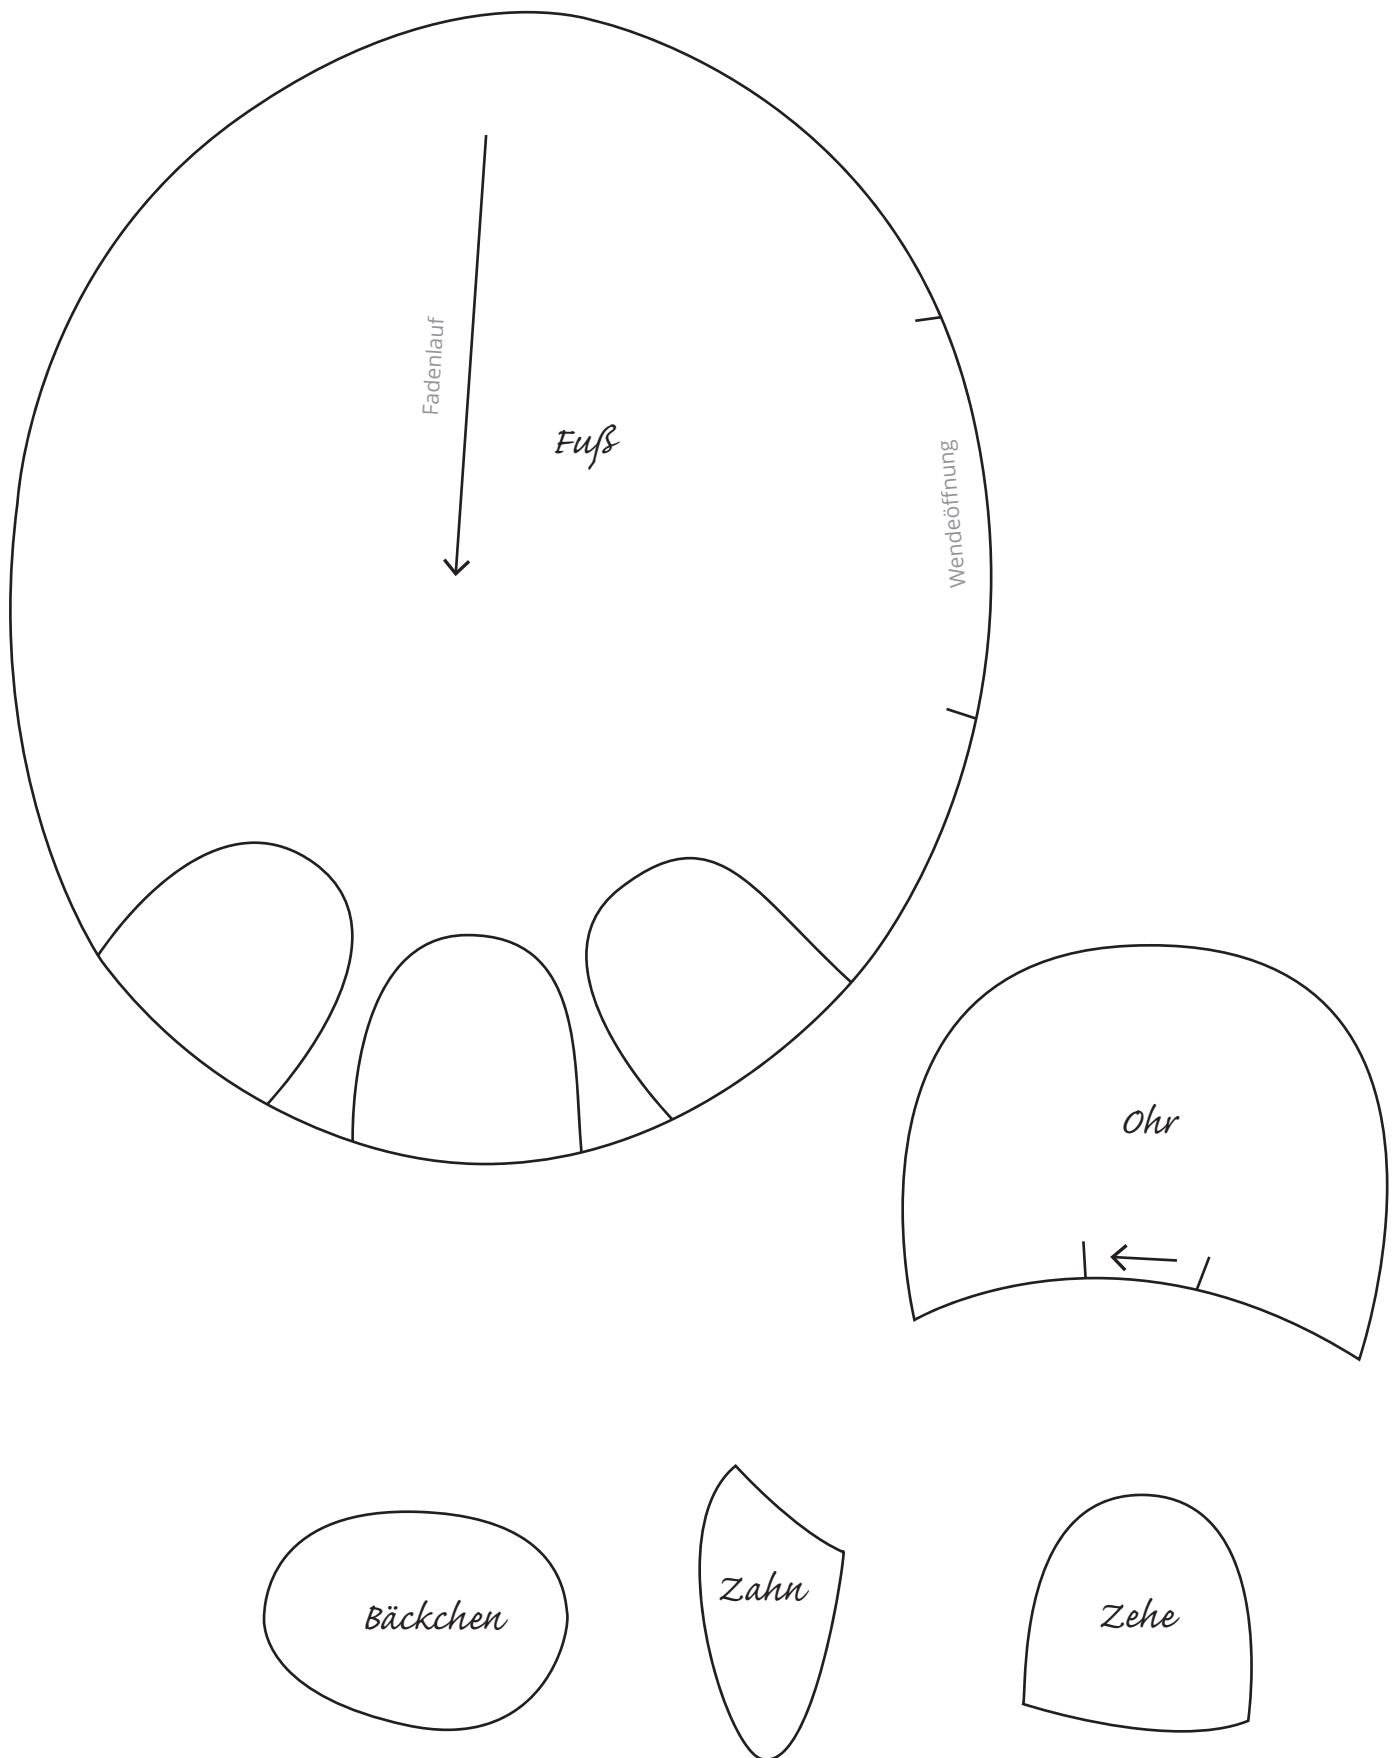 Fadenlauf
Fuß
Wendeöffnung
Ohr
Bäckchen
Zahn
Zehe